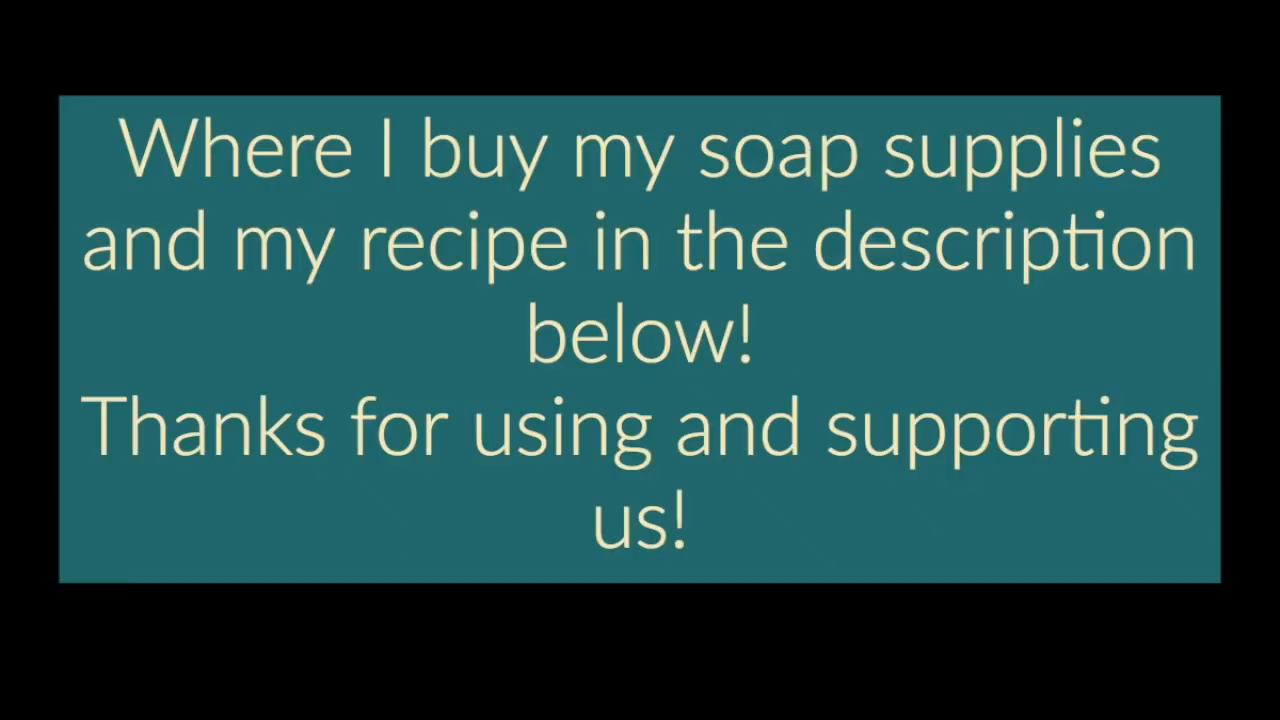 Where I buy my soap supplies
and my recipe in the description
below!
Thanks for using and supporting
us!